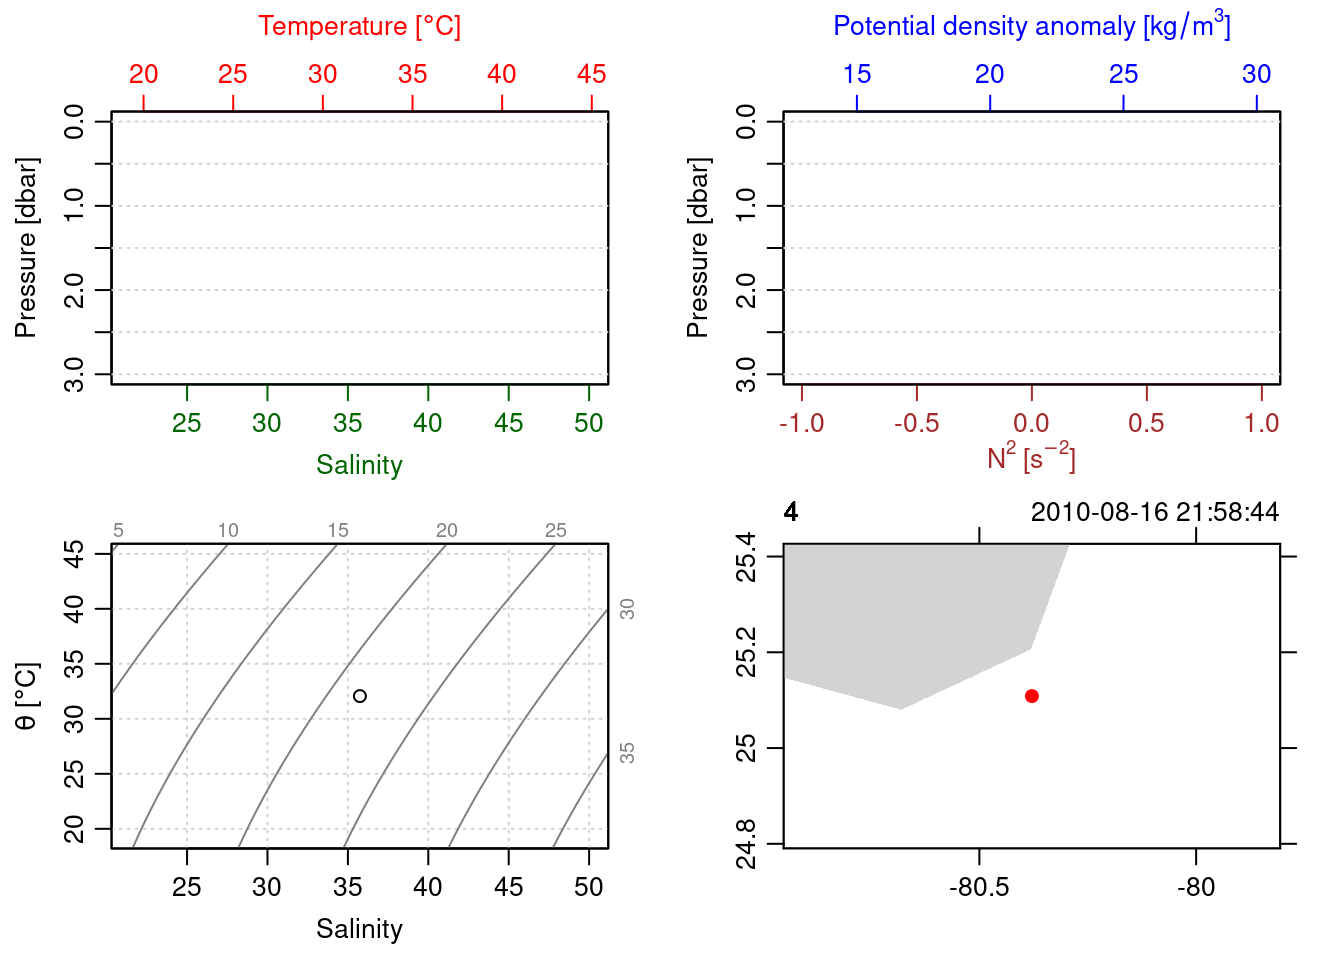 Temperature [°C]
20 25 30 35 40 45
Pressure [dbar]
0.0 1.0 2.0 3.0
25 30 35 40 45 50
Salinity
Potential density anomaly [kg/m³]
15 20 25 30
Pressure [dbar]
0.0 1.0 2.0 3.0
-1.0 -0.5 0.0 0.5 1.0
N² [s⁻²]
5 10 15 20 25
30
35
θ [°C]
45 40 35 30 25 20
25 30 35 40 45 50
Salinity
4 2010-08-16 21:58:44
25.4 25.2 25 24.8
-80.5 -80